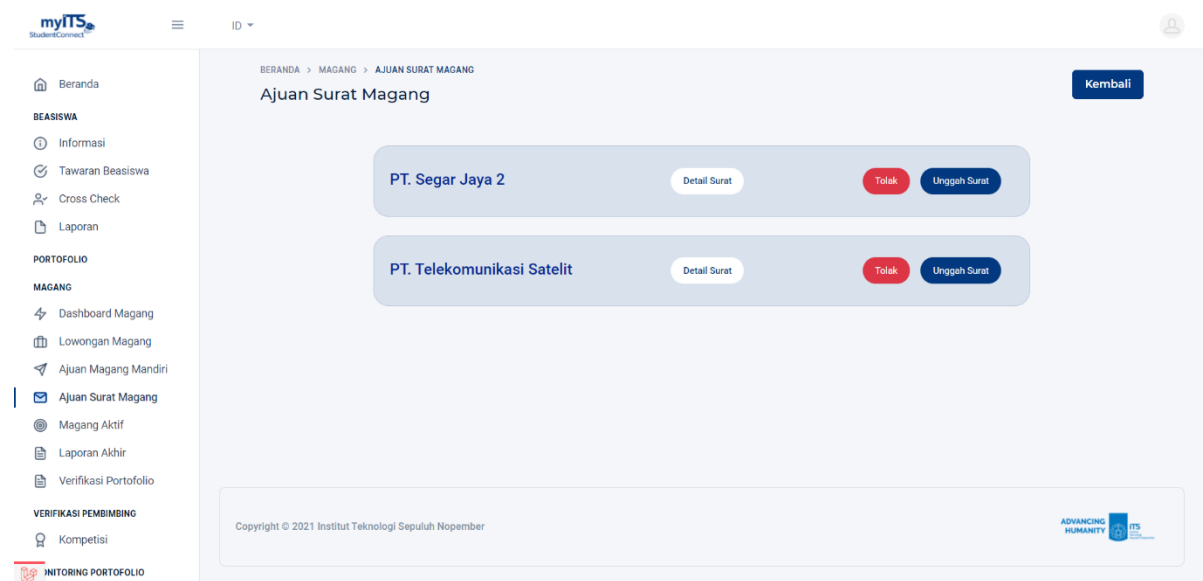 myITS
StudentConnect
ID
Beranda
BEASISWA
Informasi
Tawaran Beasiswa
Cross Check
Laporan
PORTOFOLIO
MAGANG
Dashboard Magang
Lowongan Magang
Ajuan Magang Mandiri
Ajuan Surat Magang
Magang Aktif
Laporan Akhir
Verifikasi Portofolio
VERIFIKASI PEMBIMBING
Kompetisi
NITORING PORTOFOLIO
BERANDA > MAGANG > AJUAN SURAT MAGANG
Ajuan Surat Magang
Kembali
PT. Segar Jaya 2
Detail Surat
Tolak
Unggah Surat
PT. Telekomunikasi Satelit
Detail Surat
Tolak
Unggah Surat
Copyright © 2021 Institut Teknologi Sepuluh Nopember
ADVANCING
HUMANITY
ITS